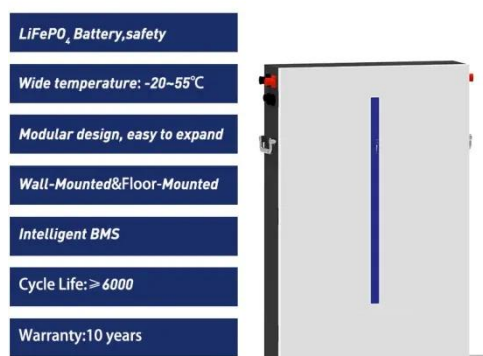 LiFePO₄ Battery,safety
Wide temperature: -20~55℃
Modular design, easy to expand
Wall-Mounted&Floor-Mounted
Intelligent BMS
Cycle Life:≥6000
Warranty:10 years